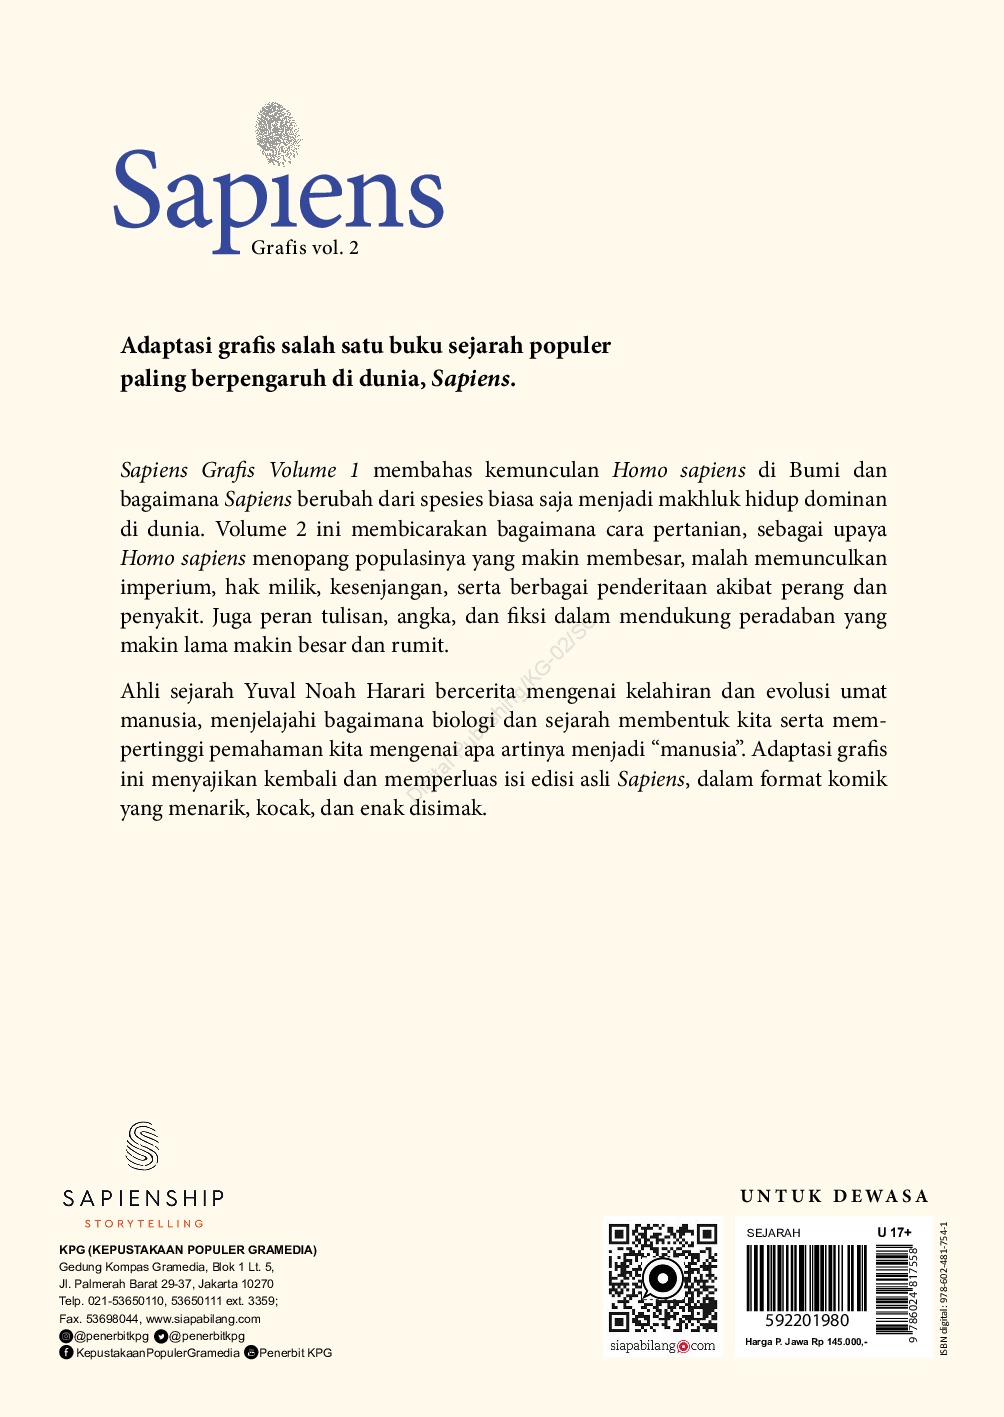 Sapiens
Grafis vol. 2
Adaptasi grafis salah satu buku sejarah populer
paling berpengaruh di dunia, Sapiens.
Sapiens Grafis Volume 1 membahas kemunculan Homo sapiens di Bumi dan
bagaimana Sapiens berubah dari spesies biasa saja menjadi makhluk hidup dominan
di dunia. Volume 2 ini membicarakan bagaimana cara pertanian, sebagai upaya
Homo sapiens menopang populasinya yang makin membesar, malah memunculkan
imperium, hak milik, kesenjangan, serta berbagai penderitaan akibat perang dan
penyakit. Juga peran tulisan, angka, dan fiksi dalam mendukung peradaban yang
makin lama makin besar dan rumit.
Ahli sejarah Yuval Noah Harari bercerita mengenai kelahiran dan evolusi umat
manusia, menjelajahi bagaimana biologi dan sejarah membentuk kita serta mem-
pertinggi pemahaman kita mengenai apa artinya menjadi “manusia”. Adaptasi grafis
ini menyajikan kembali dan memperluas isi edisi asli Sapiens, dalam format komik
yang menarik, kocak, dan enak disimak.
Digital Publishing/KG-02/SC
SAPIENSHIP
STORYTELLING
KPG (KEPUSTAKAAN POPULER GRAMEDIA)
Gedung Kompas Gramedia, Blok 1 Lt. 5,
Jl. Palmerah Barat 29-37, Jakarta 10270
Telp. 021-53650110, 53650111 ext. 3359;
Fax. 53698044, www.siapabilang.com
@penerbitkpg @penerbitkpg
KepustakaanPopulerGramedia Penerbit KPG
siapabilang.com
UNTUK DEWASA
SEJARAH U 17+
592201980
Harga P. Jawa Rp 145.000,-
9 786024 817558
ISBN digital: 978-602-481-754-1